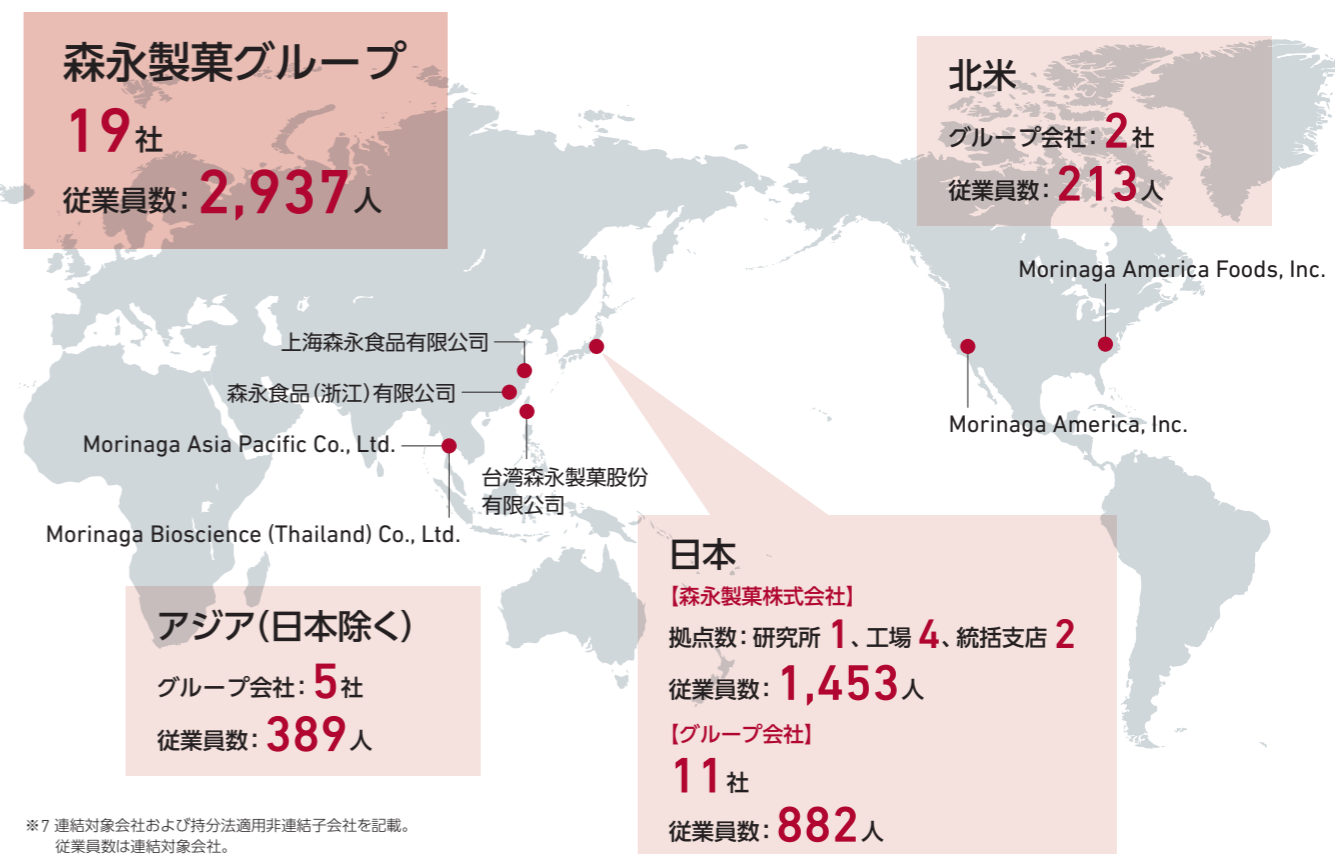 森永製菓グループ
19社
従業員数：2,937人
北米
グループ会社：2社
従業員数：213人
Morinaga America Foods, Inc.
Morinaga America, Inc.
上海森永食品有限公司
森永食品（浙江）有限公司
Morinaga Asia Pacific Co., Ltd.
台湾森永製菓股份
有限公司
Morinaga Bioscience (Thailand) Co., Ltd.
アジア（日本除く）
グループ会社：5社
従業員数：389人
日本
【森永製菓株式会社】
拠点数：研究所 1、工場 4、統括支店 2
従業員数：1,453人
【グループ会社】
11社
従業員数：882人
※7 連結対象会社および持分法適用非連結子会社を記載。
従業員数は連結対象会社。